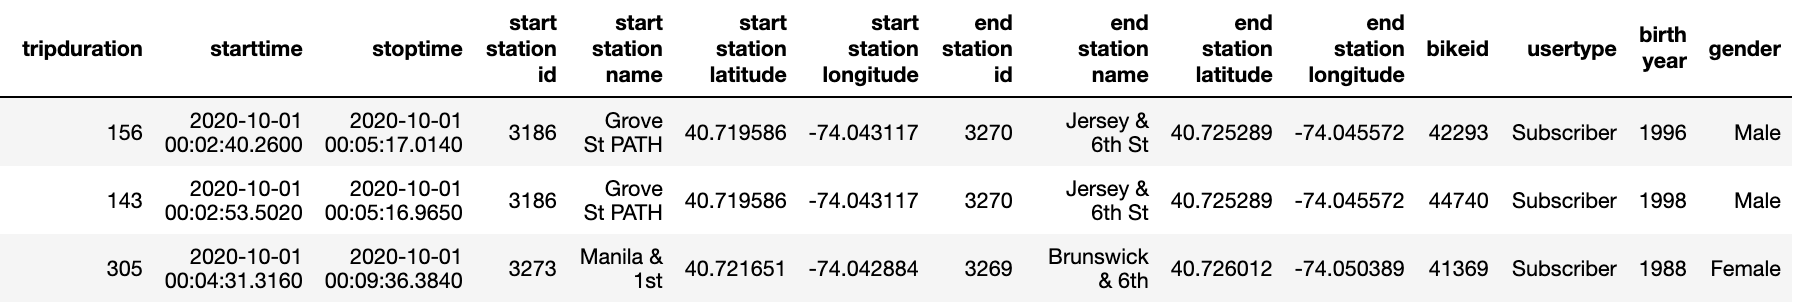 tripduration starttime stoptime start station id start station name start station latitude start station longitude end station id end station name end station latitude end station longitude bikeid usertype birth year gender
156 2020-10-01 00:02:40.2600 2020-10-01 00:05:17.0140 3186 Grove St PATH 40.719586 -74.043117 3270 Jersey & 6th St 40.725289 -74.045572 42293 Subscriber 1996 Male
143 2020-10-01 00:02:53.5020 2020-10-01 00:05:16.9650 3186 Grove St PATH 40.719586 -74.043117 3270 Jersey & 6th St 40.725289 -74.045572 44740 Subscriber 1998 Male
305 2020-10-01 00:04:31.3160 2020-10-01 00:09:36.3840 3273 Manila & 1st 40.721651 -74.042884 3269 Brunswick & 6th 40.726012 -74.050389 41369 Subscriber 1988 Female